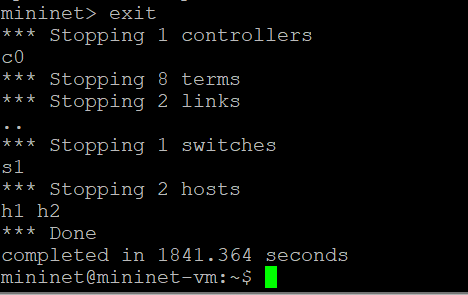 mininet> exit
*** Stopping 1 controllers
c0
*** Stopping 8 terms
*** Stopping 2 links
..
*** Stopping 1 switches
s1
*** Stopping 2 hosts
h1 h2
*** Done
completed in 1841.364 seconds
mininet@mininet-vm:~$